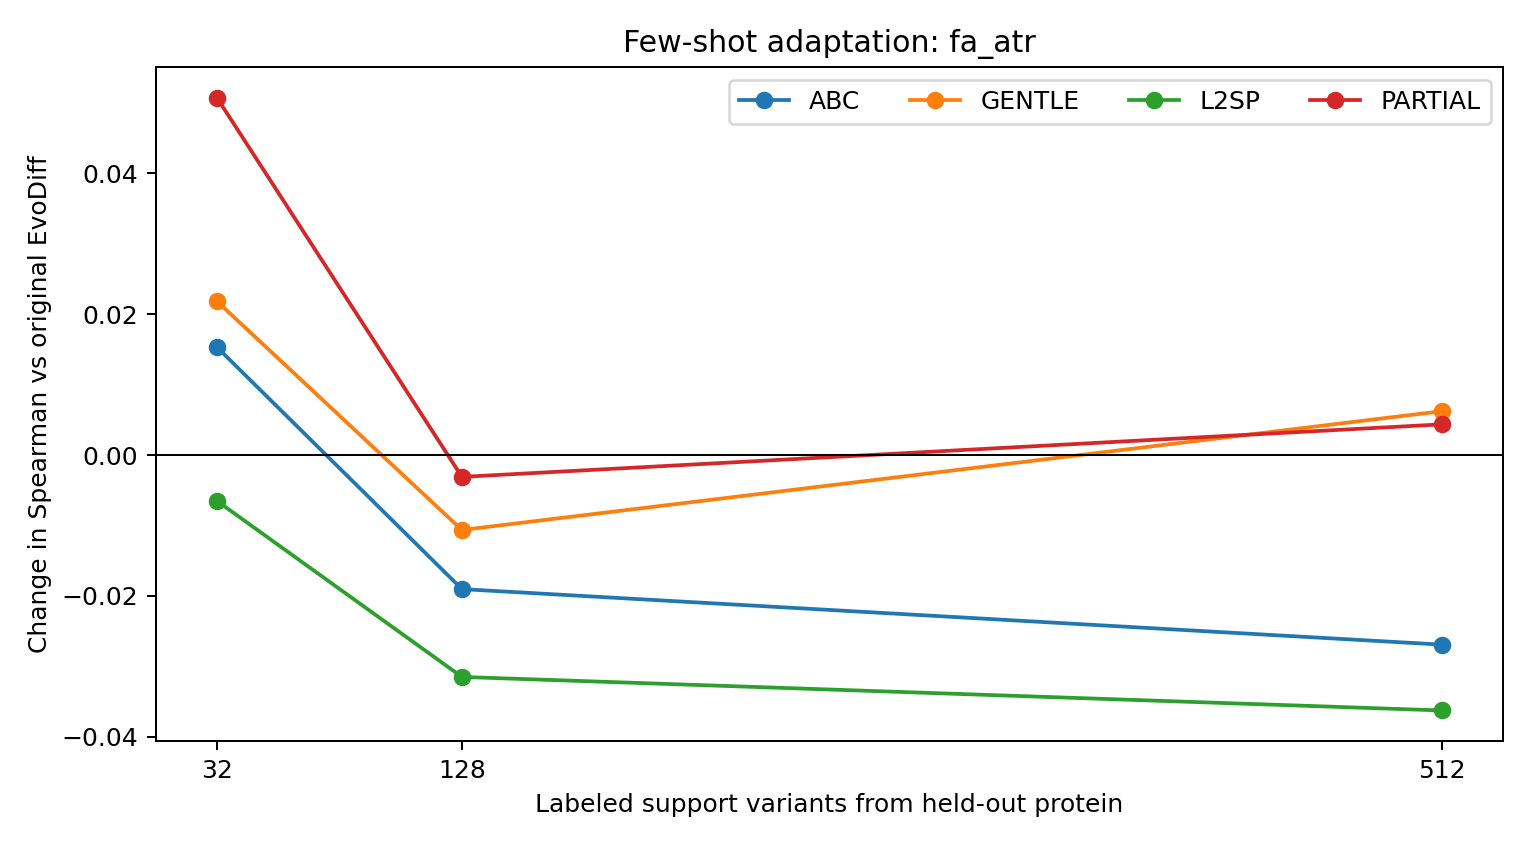 Few-shot adaptation: fa_atr
ABC GENTLE L2SP PARTIAL
Change in Spearman vs original EvoDiff
0.04
0.02
0.00
−0.02
−0.04
32 128 512
Labeled support variants from held-out protein